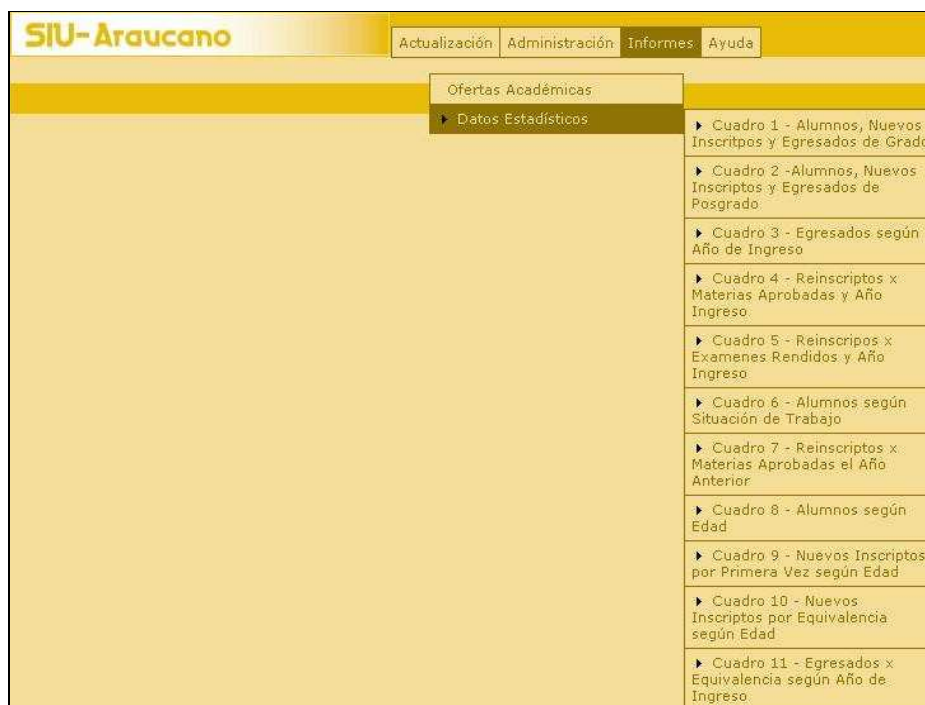 SIU-Araucano
Actualización Administración Informes Ayuda
Ofertas Académicas
Datos Estadísticos
Cuadro 1 - Alumnos, Nuevos
Inscritpos y Egresados de Grado
Cuadro 2 -Alumnos, Nuevos
Inscriptos y Egresados de
Posgrado
Cuadro 3 - Egresados según
Año de Ingreso
Cuadro 4 - Reinscriptos x
Materias Aprobadas y Año
Ingreso
Cuadro 5 - Reinscripos x
Examenes Rendidos y Año
Ingreso
Cuadro 6 - Alumnos según
Situación de Trabajo
Cuadro 7 - Reinscriptos x
Materias Aprobadas el Año
Anterior
Cuadro 8 - Alumnos según
Edad
Cuadro 9 - Nuevos Inscriptos
por Primera Vez según Edad
Cuadro 10 - Nuevos
Inscriptos por Equivalencia
según Edad
Cuadro 11 - Egresados x
Equivalencia según Año de
Ingreso